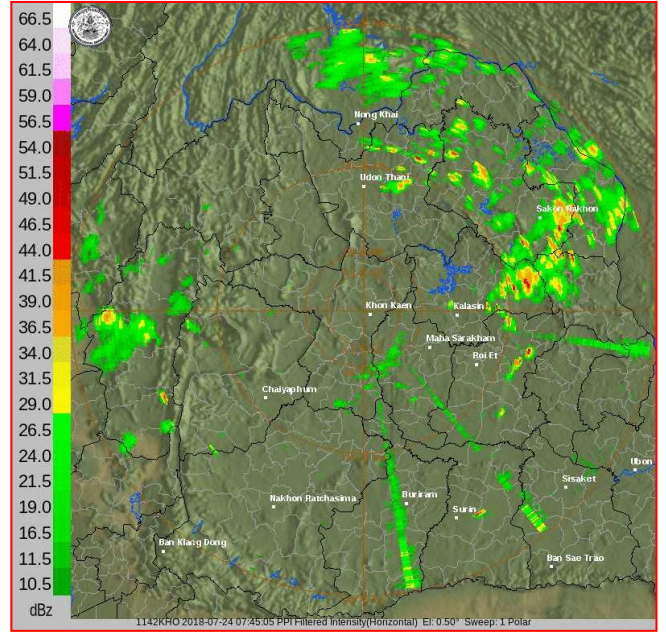 66.5
64.0
61.5
59.0
56.5
54.0
51.5
49.0
46.5
44.0
41.5
39.0
36.5
34.0
31.5
29.0
26.5
24.0
21.5
19.0
16.5
11.5
10.5
dBz
Nong Khai
Udon Thani
Sakon Nakhon
Khon Kaen
Kalasin
Maha Sarakham
Roi Et
Chaiyaphum
Ubon
Sisaket
Nakhon Ratchasima
Buriram
Surin
Ban Klang Dong
Ban Sae Trao
1142KHO 2018-07-24 07:45:05 PPI Filtered Intensity(Horizontal) El: 0.50° Sweep: 1 Polar